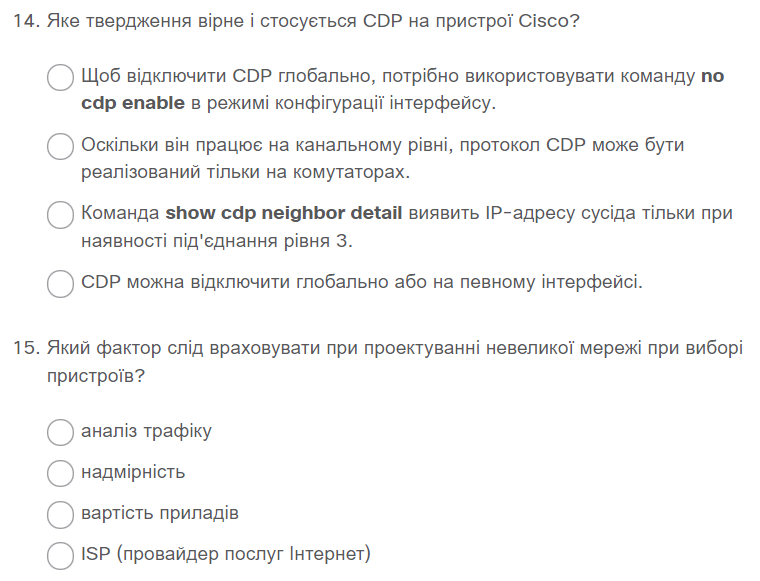 14. Яке твердження вірне і стосується CDP на пристрої Cisco?
Щоб відключити CDP глобально, потрібно використовувати команду no
cdp enable в режимі конфігурації інтерфейсу.
Оскільки він працює на канальному рівні, протокол CDP може бути
реалізований тільки на комутаторах.
Команда show cdp neighbor detail виявить IP-адресу сусіда тільки при
наявності під'єднання рівня 3.
CDP можна відключити глобально або на певному інтерфейсі.
15. Який фактор слід враховувати при проектуванні невеликої мережі при виборі
пристроїв?
аналіз трафіку
надмірність
вартість приладів
ISP (провайдер послуг Інтернет)